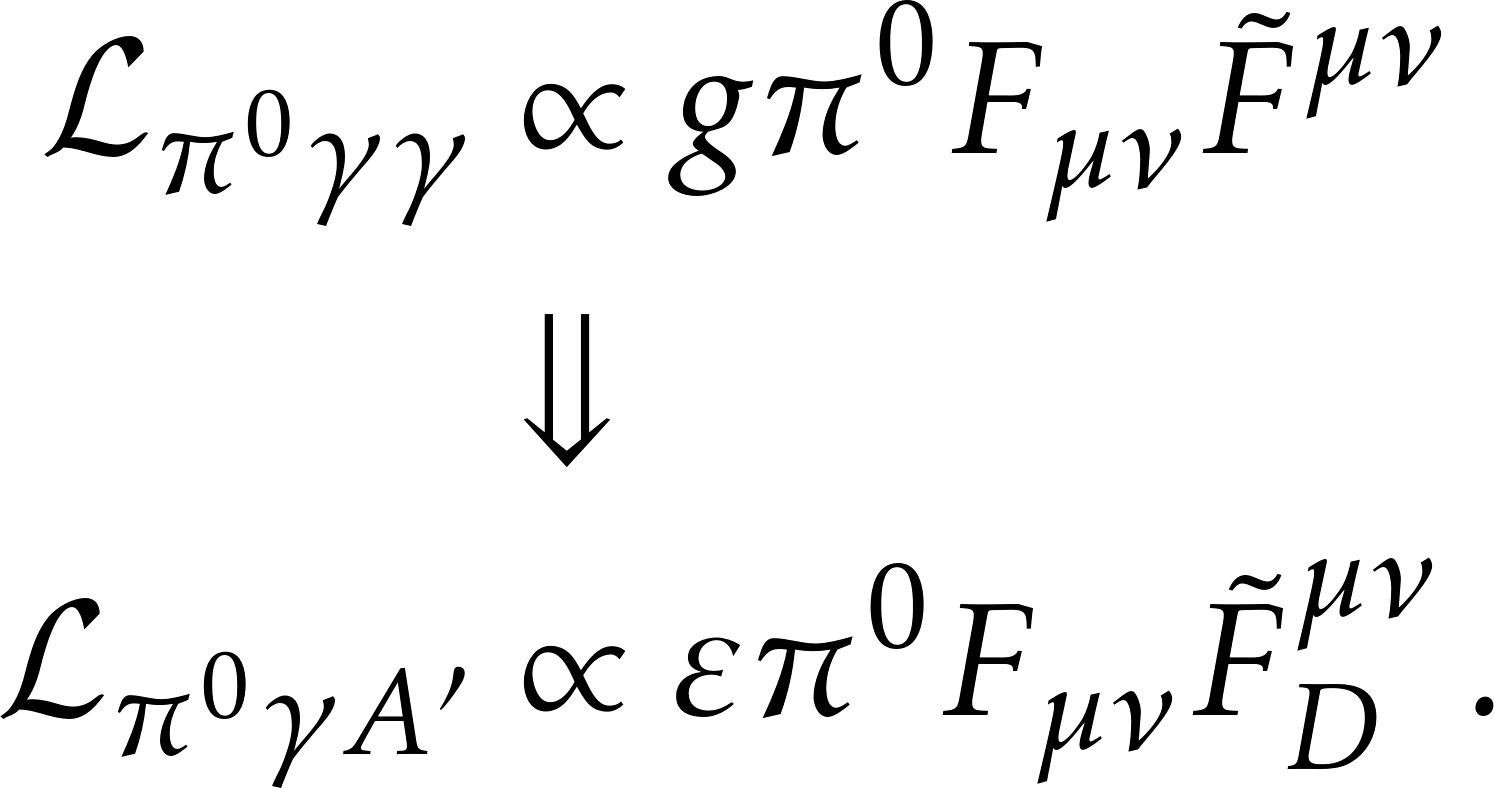 ℒ_{π⁰γγ} ∝ gπ⁰F_{μν}F̃^{μν}
⇓
ℒ_{π⁰γA′} ∝ επ⁰F_{μν}F̃_D^{μν} .